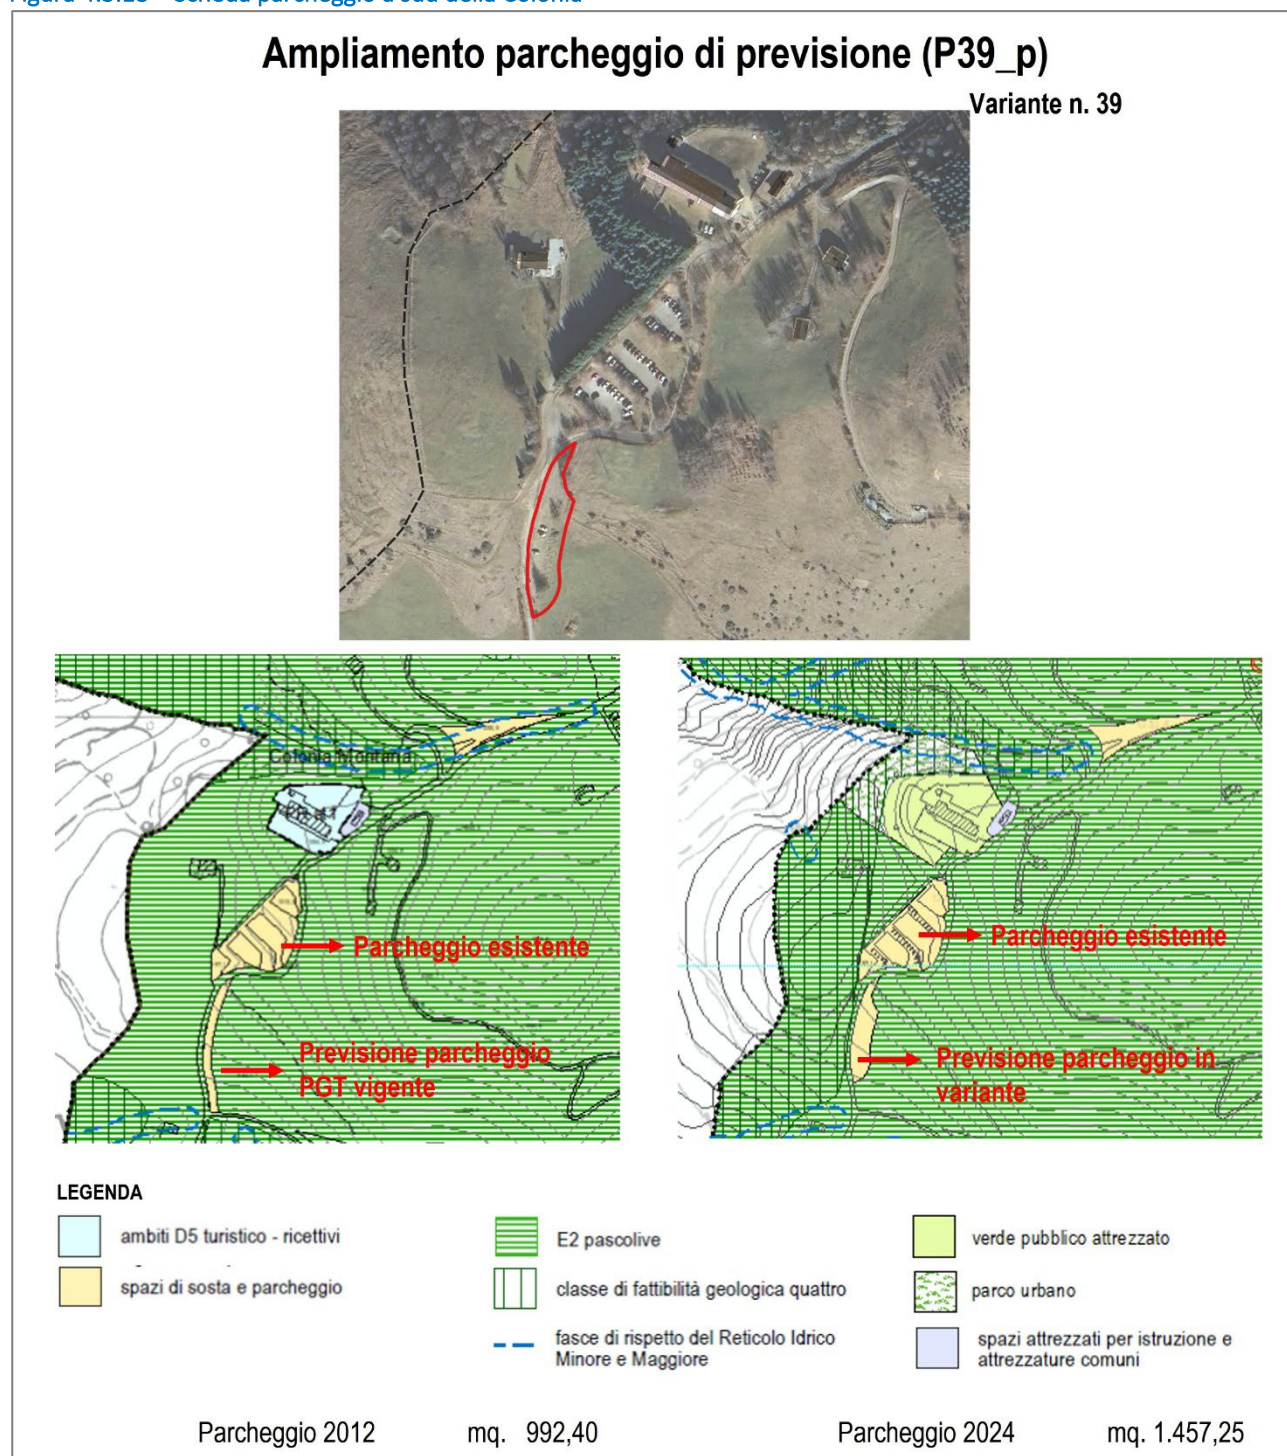 Ampliamento parcheggio di previsione (P39_p)
Variante n. 39
Colonia Montana
Parcheggio esistente
Previsione parcheggio
PGT vigente
Parcheggio esistente
Previsione parcheggio in
variante
LEGENDA
ambiti D5 turistico - ricettivi
spazi di sosta e parcheggio
E2 pascolive
classe di fattibilità geologica quattro
fasce di rispetto del Reticolo Idrico
Minore e Maggiore
verde pubblico attrezzato
parco urbano
spazi attrezzati per istruzione e
attrezzature comuni
Parcheggio 2012 mq. 992,40
Parcheggio 2024 mq. 1.457,25